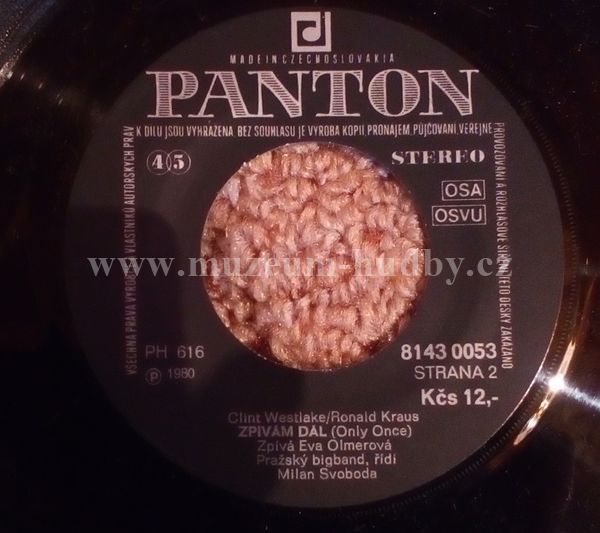 MADE IN CZECHOSLOVAKIA
PANTON
VŠECHNA PRÁVA VÝROBCE VLASTNÍKŮ AUTORSKÝCH PRÁV K DÍLU JSOU VYHRAZENA. BEZ SOUHLASU JE VÝROBA KOPIÍ, PRONÁJEM, PŮJČOVÁNÍ, VEŘEJNÉ PROVOZOVÁNÍ A ROZHLASOVÉ ŠÍŘENÍ TÉTO DESKY ZAKÁZÁNO
45
STEREO
OSA
OSVU
www.muzeum-hudby.cz
PH 616
Ⓟ 1980
8143 0053
STRANA 2
Kčs 12,-
Clint Westlake/Ronald Kraus
ZPÍVÁM DÁL (Only Once)
Zpívá Eva Olmerová
Pražský bigband, řídí
Milan Svoboda